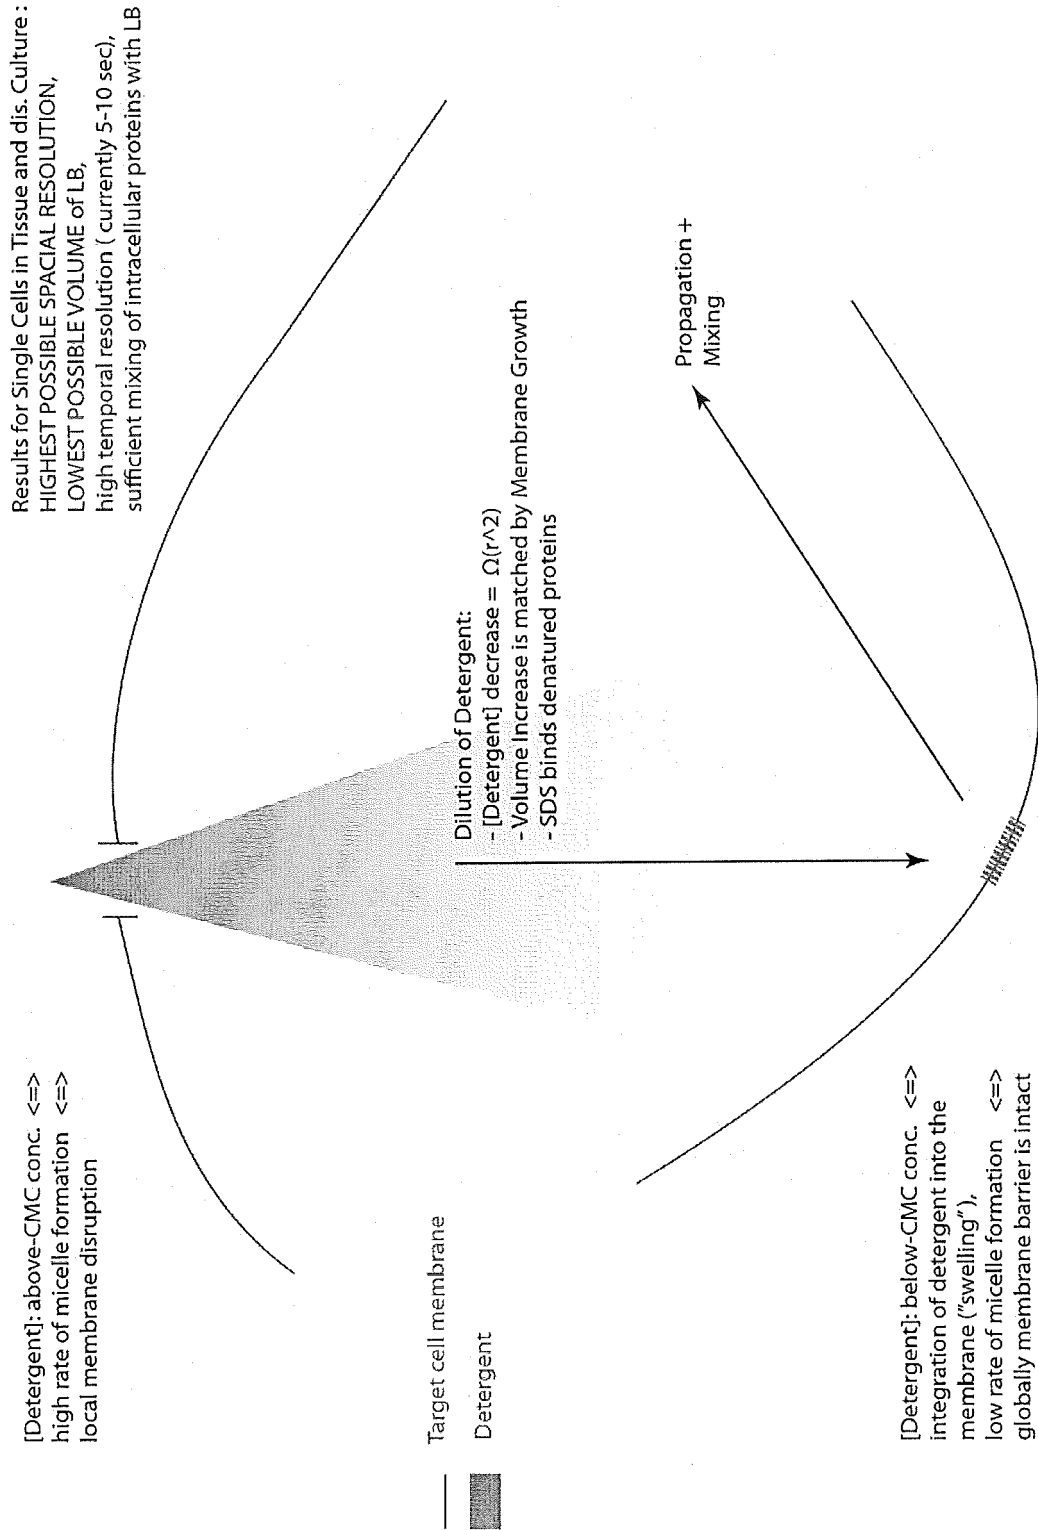 [Detergent]: above-CMC conc. <=>
high rate of micelle formation <=>
local membrane disruption
Results for Single Cells in Tissue and dis. Culture :
HIGHEST POSSIBLE SPACIAL RESOLUTION,
LOWEST POSSIBLE VOLUME of LB,
high temporal resolution ( currently 5-10 sec),
sufficient mixing of intracellular proteins with LB
Target cell membrane
Detergent
Dilution of Detergent:
- [Detergent] decrease = Ω(r^2)
- Volume Increase is matched by Membrane Growth
- SDS binds denatured proteins
Propagation +
Mixing
[Detergent]: below-CMC conc. <=>
integration of detergent into the
membrane ("swelling"),
low rate of micelle formation <=>
globally membrane barrier is intact